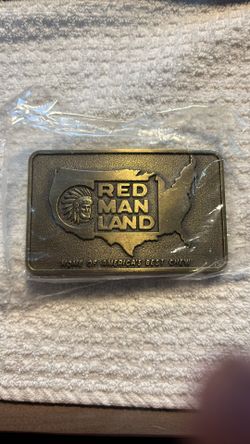 RED
MAN
LAND
HOME OF AMERICA'S BEST CHEW